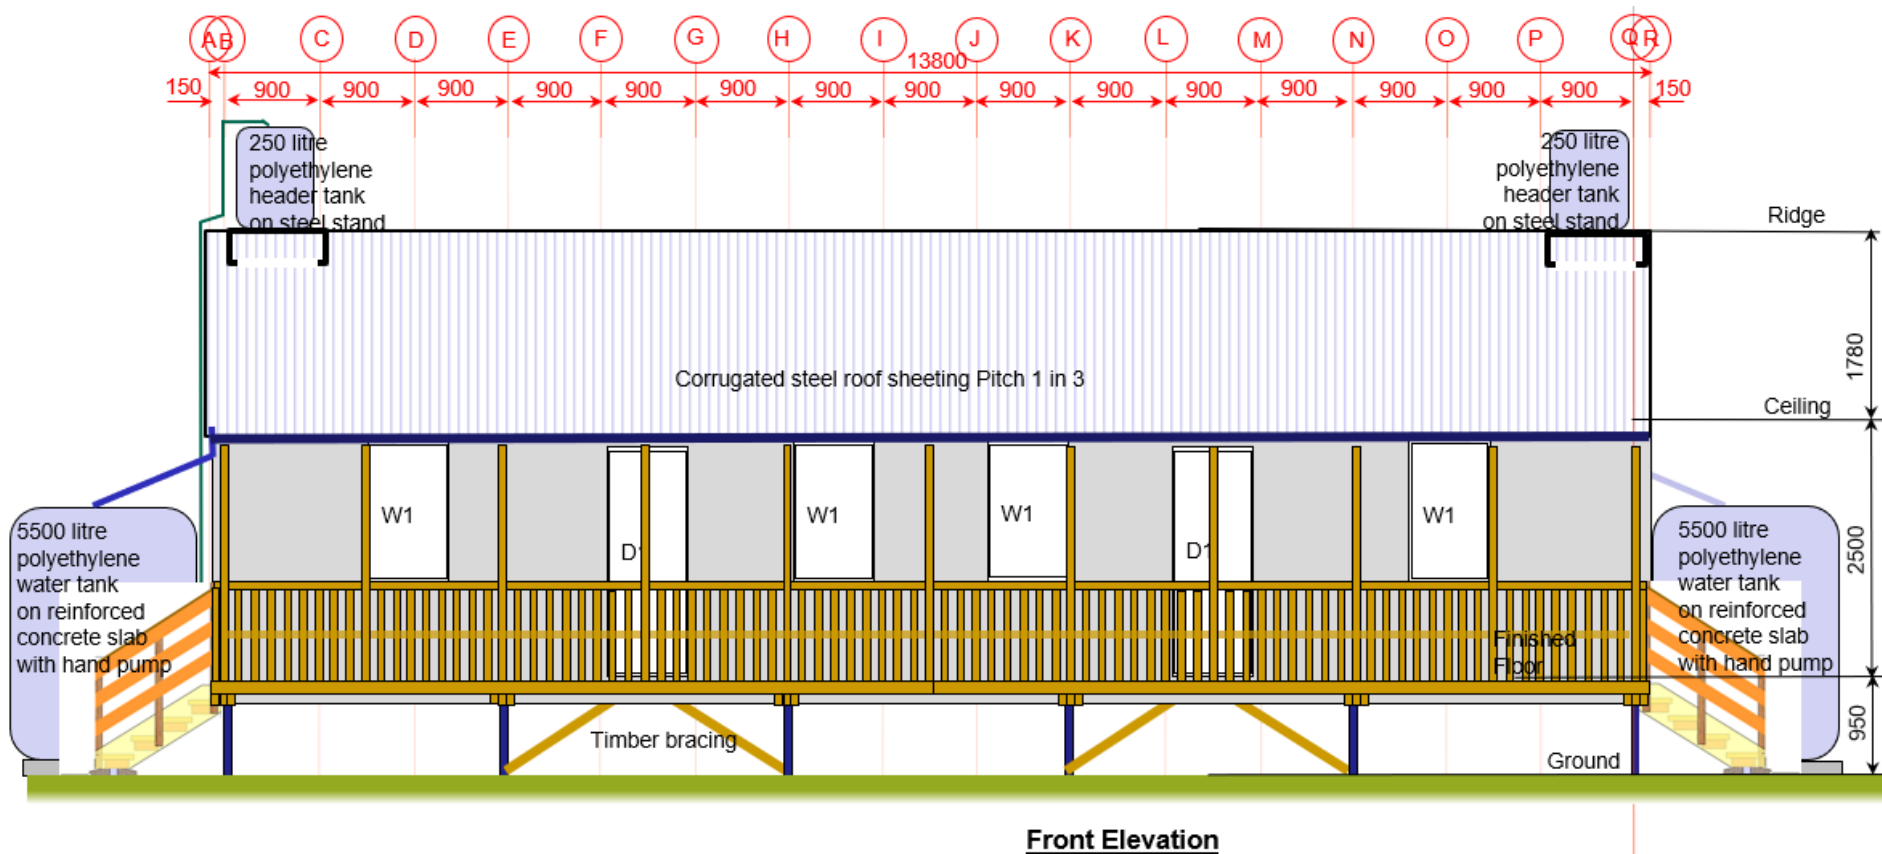 A B C D E F G H I J K L M N O P Q R
13800
150 900 900 900 900 900 900 900 900 900 900 900 900 900 900 900 150
250 litre
polyethylene
header tank
on steel stand
250 litre
polyethylene
header tank
on steel stand
Ridge
1780
Corrugated steel roof sheeting Pitch 1 in 3
Ceiling
W1
D1
W1
W1
D1
W1
2500
5500 litre
polyethylene
water tank
on reinforced
concrete slab
with hand pump
5500 litre
polyethylene
water tank
on reinforced
concrete slab
with hand pump
Finished
Floor
950
Timber bracing
Ground
Front Elevation